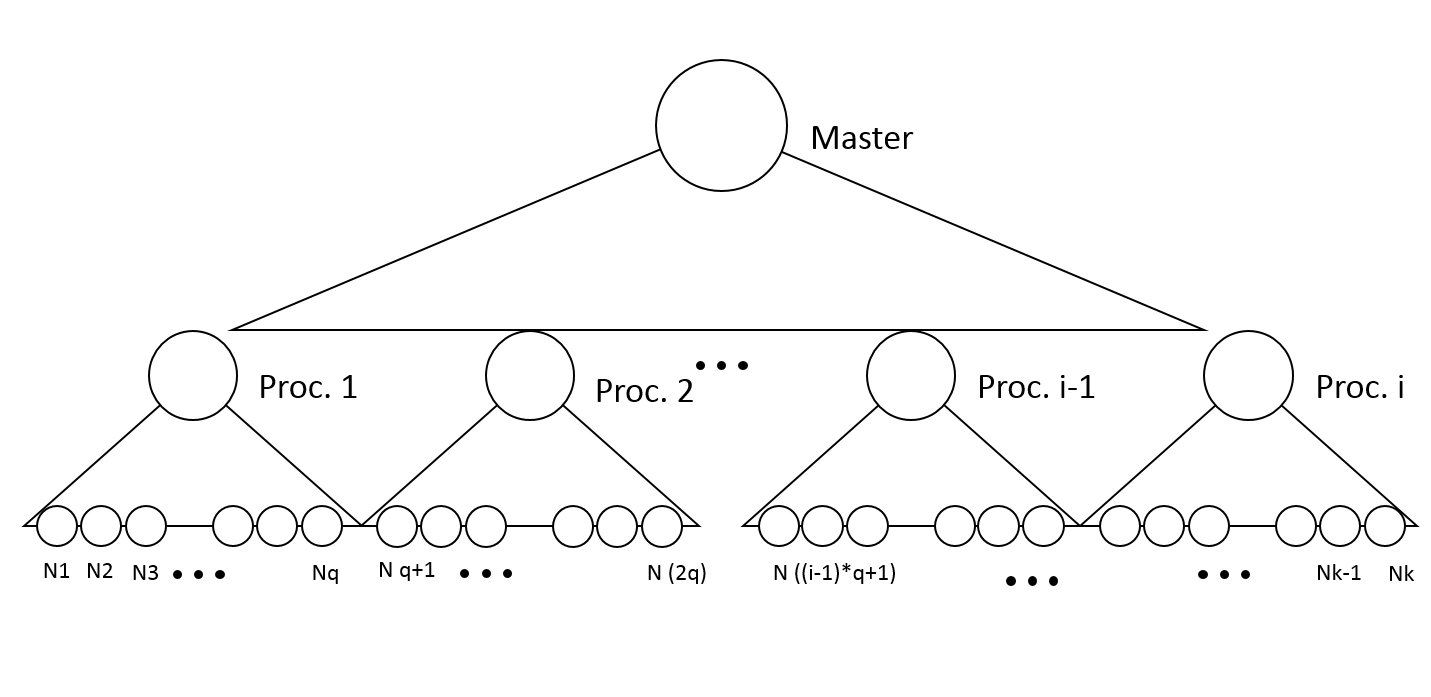 Master
Proc. 1
Proc. 2
...
Proc. i-1
Proc. i
N1 N2 N3 ... Nq N q+1 ... N (2q) N ((i-1)*q+1) ... ... Nk-1 Nk